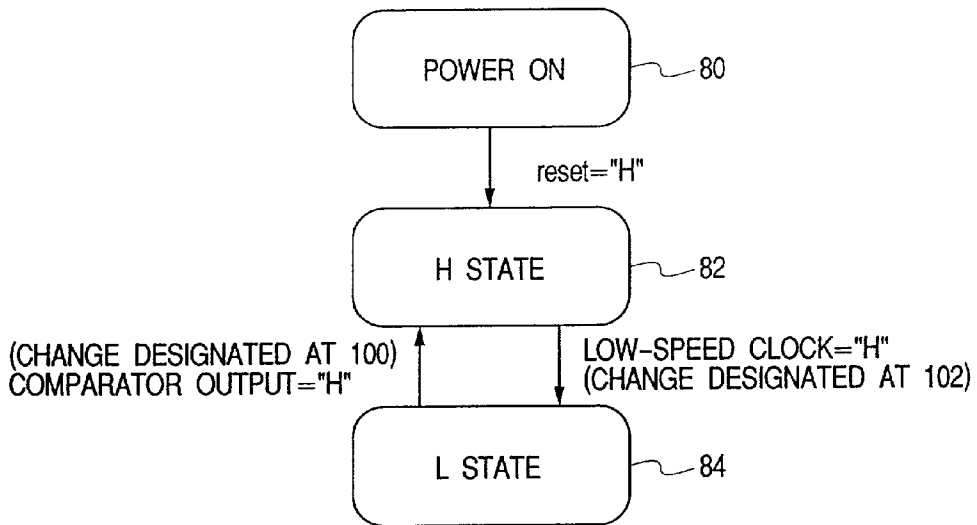 POWER ON
80
reset="H"
H STATE
82
(CHANGE DESIGNATED AT 100)
COMPARATOR OUTPUT="H"
LOW-SPEED CLOCK="H"
(CHANGE DESIGNATED AT 102)
L STATE
84